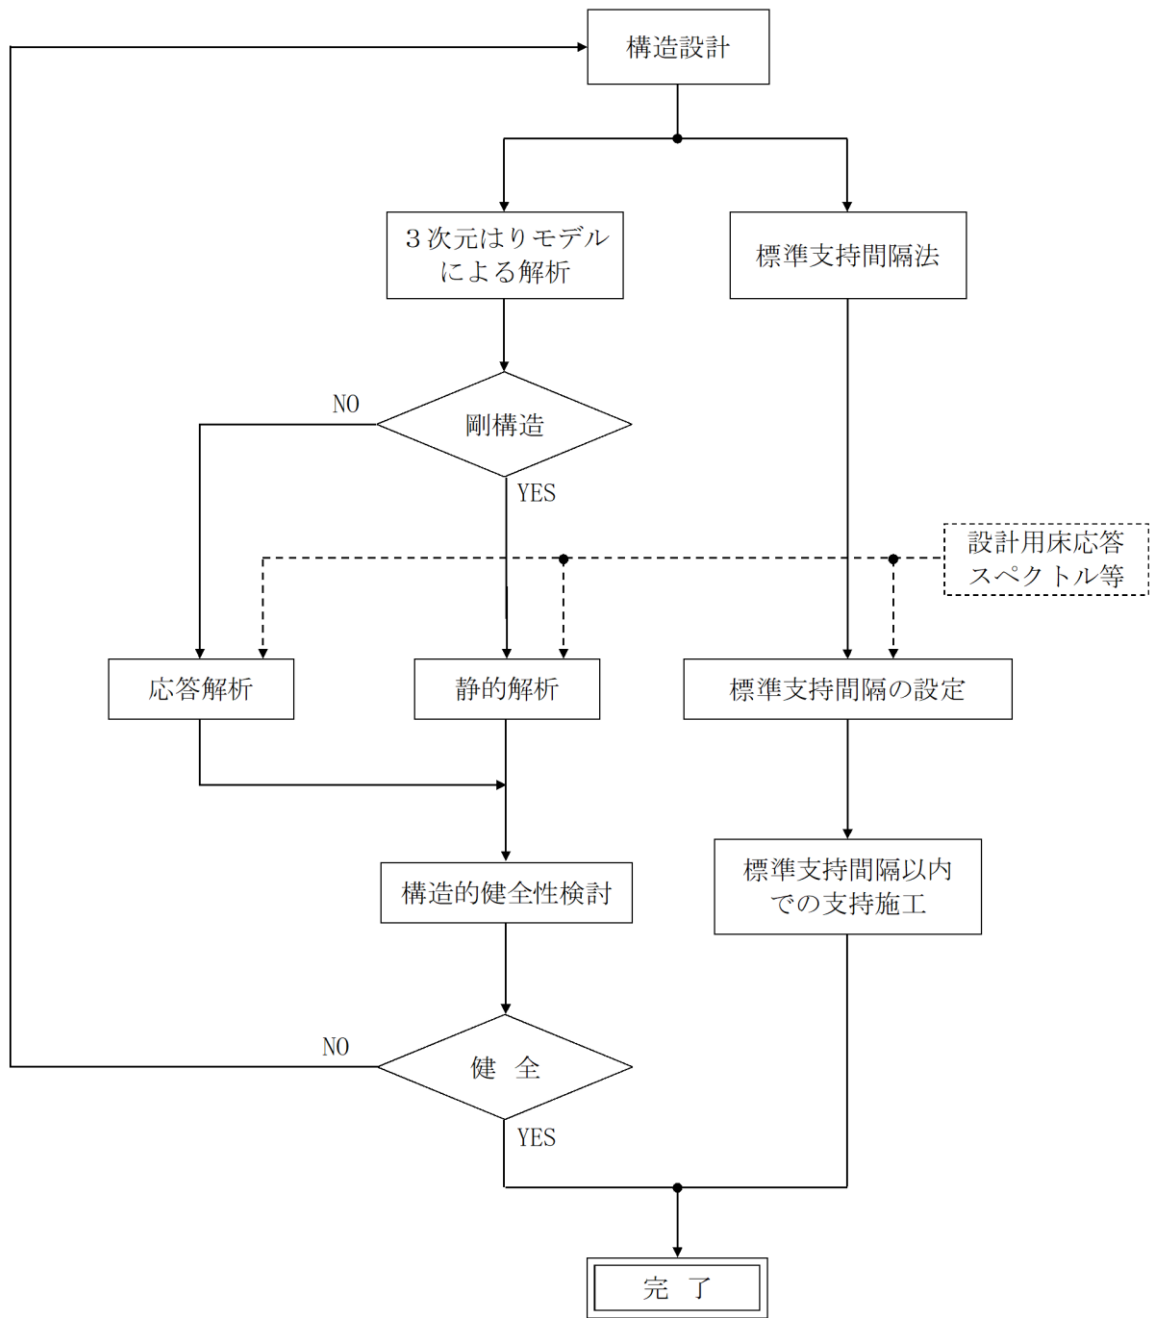 構造設計
３次元はりモデル
による解析
標準支持間隔法
NO
剛構造
YES
設計用床応答
スペクトル等
応答解析
静的解析
標準支持間隔の設定
標準支持間隔以内
での支持施工
構造的健全性検討
NO
健 全
YES
完 了